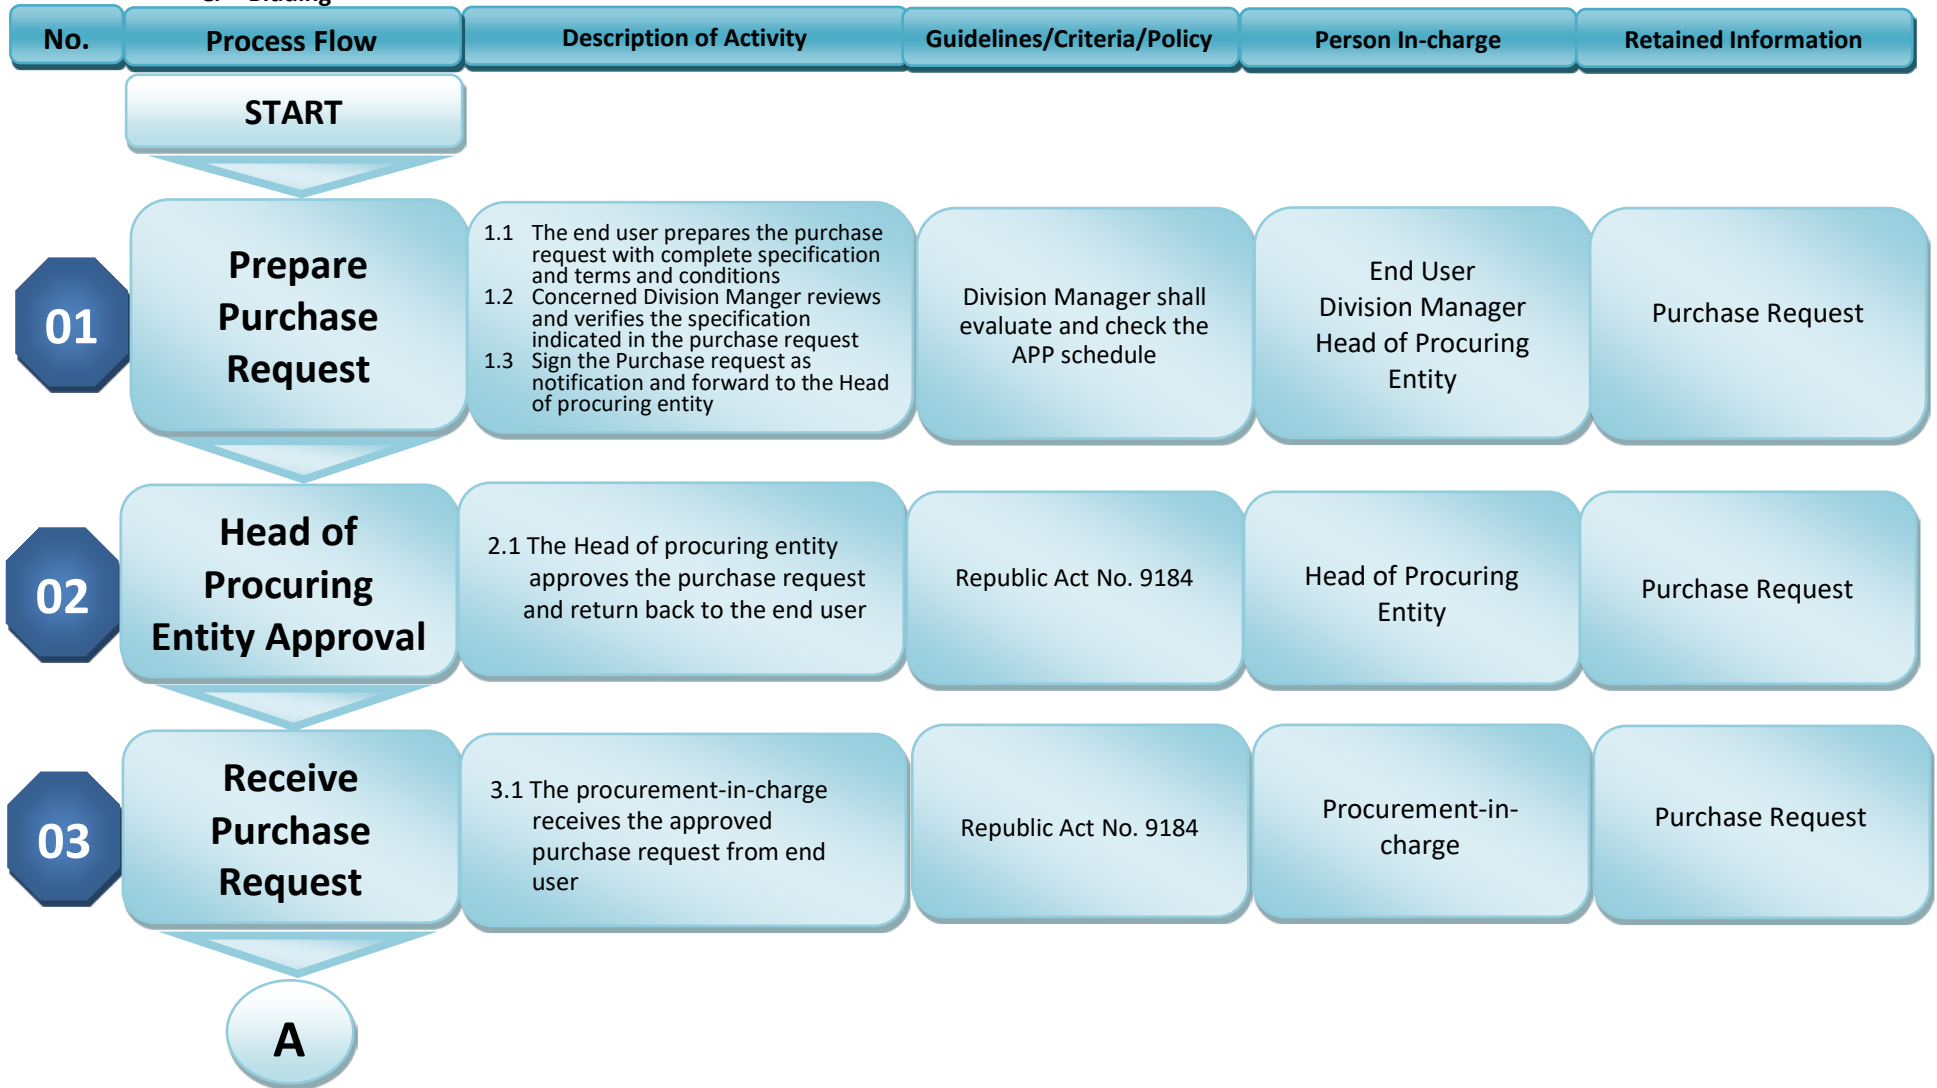 Bidding
No. Process Flow Description of Activity Guidelines/Criteria/Policy Person In-charge Retained Information
START
01
Prepare
Purchase
Request
1.1 The end user prepares the purchase
request with complete specification
and terms and conditions
1.2 Concerned Division Manger reviews
and verifies the specification
indicated in the purchase request
1.3 Sign the Purchase request as
notification and forward to the Head
of procuring entity
Division Manager shall
evaluate and check the
APP schedule
End User
Division Manager
Head of Procuring
Entity
Purchase Request
02
Head of
Procuring
Entity Approval
2.1 The Head of procuring entity
approves the purchase request
and return back to the end user
Republic Act No. 9184
Head of Procuring
Entity
Purchase Request
03
Receive
Purchase
Request
3.1 The procurement-in-charge
receives the approved
purchase request from end
user
Republic Act No. 9184
Procurement-in-
charge
Purchase Request
A